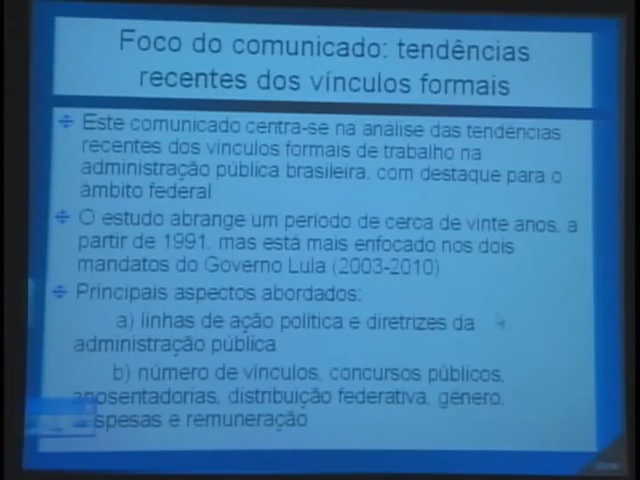 Foco do comunicado: tendências
recentes dos vínculos formais
Este comunicado centra-se na análise das tendências
recentes dos vínculos formais de trabalho na
administração pública brasileira, com destaque para o
âmbito federal
O estudo abrange um período de cerca de vinte anos, a
partir de 1991, mas está mais enfocado nos dois
mandatos do Governo Lula (2003-2010)
Principais aspectos abordados:
a) linhas de ação política e diretrizes da
administração pública
b) número de vínculos, concursos públicos,
aposentadorias, distribuição federativa, gênero,
despesas e remuneração